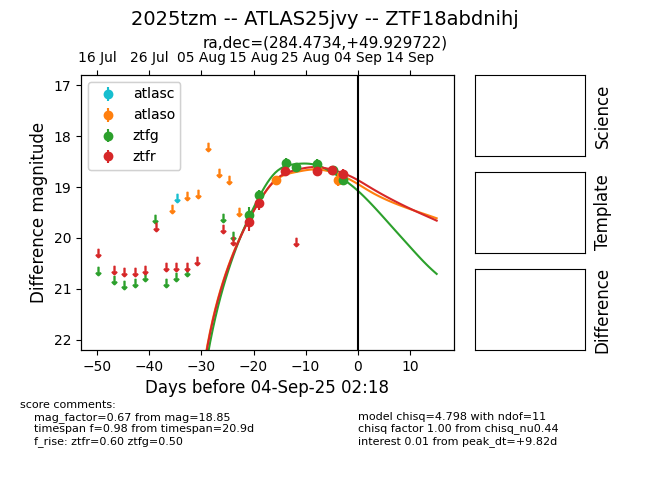 2025tzm -- ATLAS25jvy -- ZTF18abdnihj
ra,dec=(284.4734,+49.929722)
16 Jul 26 Jul 05 Aug 15 Aug 25 Aug 04 Sep 14 Sep
17
18
19
20
21
22
Difference magnitude
atlasc
atlaso
ztfg
ztfr
−50 −40 −30 −20 −10 0 10
Days before 04-Sep-25 02:18
Science
Template
Difference
score comments:
mag_factor=0.67 from mag=18.85
timespan f=0.98 from timespan=20.9d
f_rise: ztfr=0.60 ztfg=0.50
model chisq=4.798 with ndof=11
chisq factor 1.00 from chisq_nu0.44
interest 0.01 from peak_dt=+9.82d